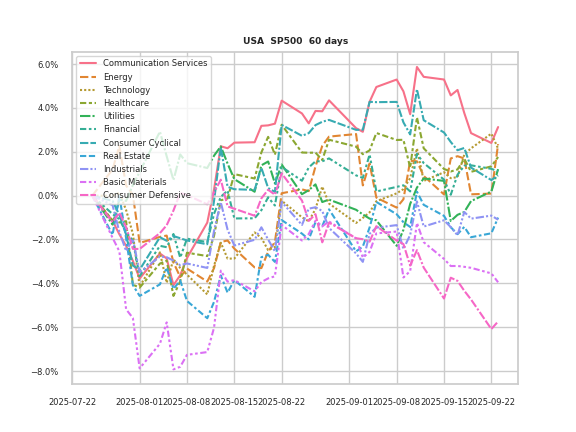 USA SP500 60 days
6.0%
4.0%
2.0%
0.0%
−2.0%
−4.0%
−6.0%
−8.0%
Communication Services
Energy
Technology
Healthcare
Utilities
Financial
Consumer Cyclical
Real Estate
Industrials
Basic Materials
Consumer Defensive
2025-07-22 2025-08-01 2025-08-08 2025-08-15 2025-08-22 2025-09-01 2025-09-08 2025-09-15 2025-09-22